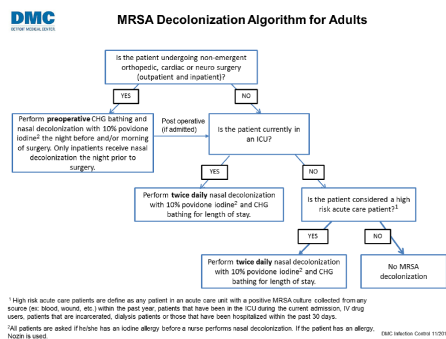 DMC
DETROIT MEDICAL CENTER
MRSA Decolonization Algorithm for Adults
Is the patient undergoing non-emergent
orthopedic, cardiac or neuro surgery
(outpatient and inpatient)?
YES
NO
Perform preoperative CHG bathing and
nasal decolonization with 10% povidone
iodine² the night before and/or morning
of surgery. Only inpatients receive nasal
decolonization the night prior to
surgery.
Post operative
(if admitted)
Is the patient currently in
an ICU?
YES
NO
Perform twice daily nasal decolonization
with 10% povidone iodine² and CHG
bathing for length of stay.
Is the patient considered a high
risk acute care patient?¹
YES
NO
Perform twice daily nasal decolonization
with 10% povidone iodine² and CHG
bathing for length of stay.
No MRSA
decolonization
¹ High risk acute care patients are define as any patient in an acute care unit with a positive MRSA culture collected from any
source (ex: blood, wound, etc.) within the past year, patients that have been in the ICU during the current admission, IV drug
users, patients that are incarcerated, dialysis patients or those that have been hospitalized within the past 30 days.
²All patients are asked if he/she has an iodine allergy before a nurse performs nasal decolonization. If the patient has an allergy,
Nozin is used.
DMC-Infection Control 11/201